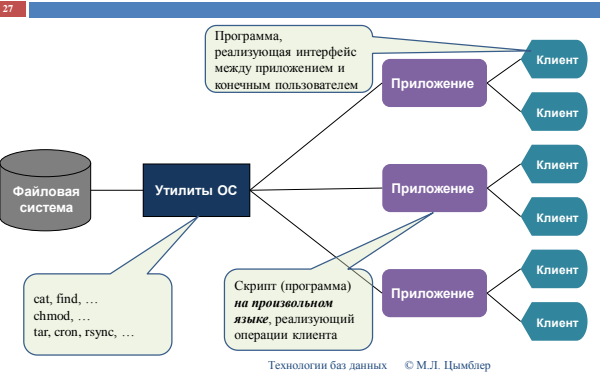 27
Программа,
реализующая интерфейс
между приложением и
конечным пользователем
Клиент
Приложение
Клиент
Клиент
Файловая
система
Утилиты ОС
Приложение
Клиент
Клиент
cat, find, …
chmod, …
tar, cron, rsync, …
Скрипт (программа)
на произвольном
языке, реализующий
операции клиента
Приложение
Клиент
Технологии баз данных © М.Л. Цымблер